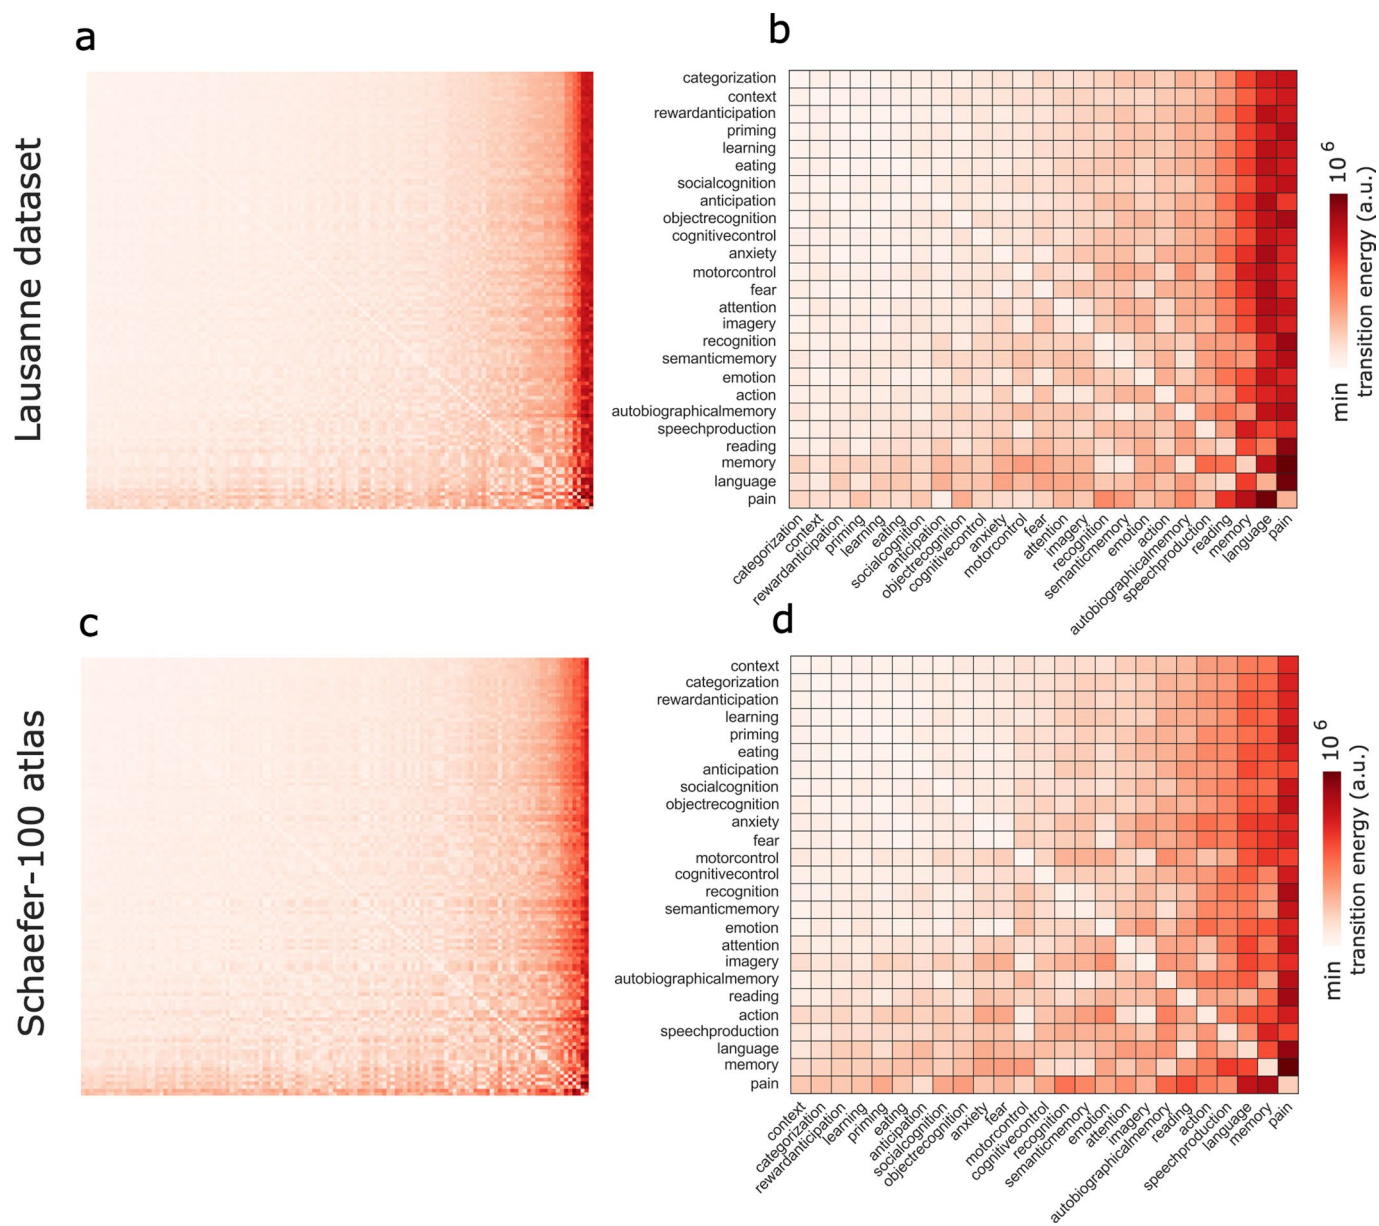 a
b
Lausanne dataset
categorization
context
rewardanticipation
priming
learning
eating
socialcognition
anticipation
objectrecognition
cognitivecontrol
anxiety
motorcontrol
fear
attention
imagery
recognition
semanticmemory
emotion
action
autobiographicalmemory
speechproduction
reading
memory
language
pain
categorization
context
rewardanticipation
priming
learning
eating
socialcognition
anticipation
objectrecognition
cognitivecontrol
anxiety
motorcontrol
fear
attention
imagery
recognition
semanticmemory
emotion
action
autobiographicalmemory
speechproduction
reading
memory
language
pain
min
10 6
transition energy (a.u.)
c
d
Schaefer-100 atlas
context
categorization
rewardanticipation
learning
priming
eating
anticipation
socialcognition
objectrecognition
anxiety
fear
motorcontrol
cognitivecontrol
recognition
semanticmemory
emotion
attention
imagery
autobiographicalmemory
reading
action
speechproduction
language
memory
pain
context
categorization
rewardanticipation
learning
priming
eating
anticipation
socialcognition
objectrecognition
anxiety
fear
motorcontrol
cognitivecontrol
recognition
semanticmemory
emotion
attention
imagery
autobiographicalmemory
reading
action
speechproduction
language
memory
pain
min
10 6
transition energy (a.u.)